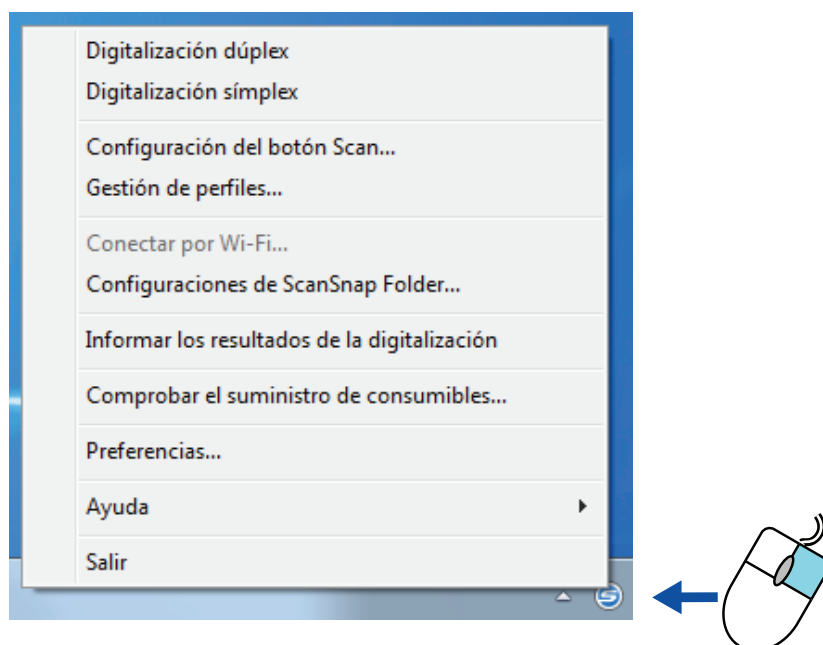 Digitalización dúplex
Digitalización símplex
Configuración del botón Scan...
Gestión de perfiles...
Conectar por Wi-Fi...
Configuraciones de ScanSnap Folder...
Informar los resultados de la digitalización
Comprobar el suministro de consumibles...
Preferencias...
Ayuda
Salir